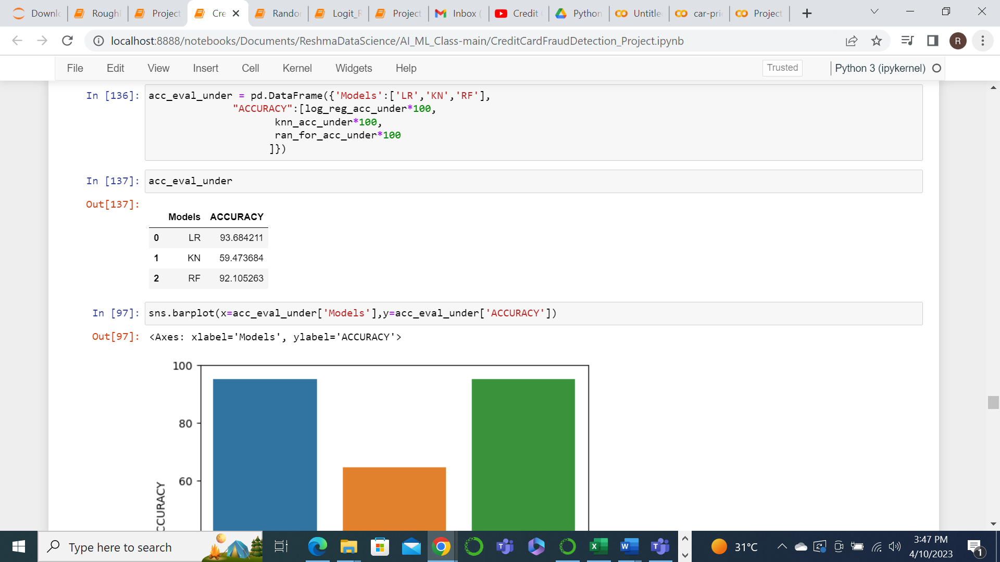 Downlo
Rough
Project
Cre
Randor
Logit_R
Project
Inbox (
Credit
Python
Untitle
car-pri
Project
localhost:8888/notebooks/Documents/ReshmaDataScience/AI_ML_Class-main/CreditCardFraudDetection_Project.ipynb
R
File Edit View Insert Cell Kernel Widgets Help
Trusted
Python 3 (ipykernel)
In [136]: acc_eval_under = pd.DataFrame({'Models':['LR','KN','RF'],
"ACCURACY":[log_reg_acc_under*100,
knn_acc_under*100,
ran_for_acc_under*100
]})
In [137]: acc_eval_under
Out[137]:
Models ACCURACY
0 LR 93.684211
1 KN 59.473684
2 RF 92.105263
In [97]: sns.barplot(x=acc_eval_under['Models'],y=acc_eval_under['ACCURACY'])
Out[97]: <Axes: xlabel='Models', ylabel='ACCURACY'>
100
80
60
CCURACY
Type here to search
31°C
3:47 PM
4/10/2023
1